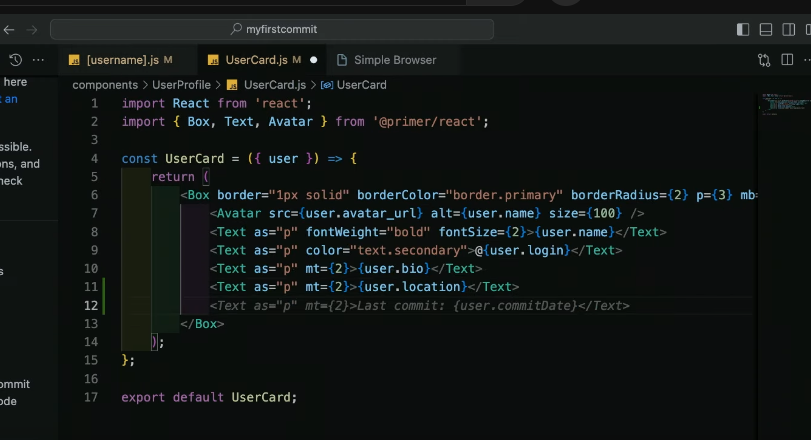 myfirstcommit
[username].js M
UserCard.js M
Simple Browser
here
an
components > UserProfile > UserCard.js > UserCard
1 import React from 'react';
2 import { Box, Text, Avatar } from '@primer/react';
3
4 const UserCard = ({ user }) => {
5 return (
6 <Box border="1px solid" borderColor="border.primary" borderRadius={2} p={3} mb=
7 <Avatar src={user.avatar_url} alt={user.name} size={100} />
8 <Text as="p" fontWeight="bold" fontSize={2}>{user.name}</Text>
9 <Text as="p" color="text.secondary">@{user.login}</Text>
10 <Text as="p" mt={2}>{user.bio}</Text>
11 <Text as="p" mt={2}>{user.location}</Text>
12 <Text as="p" mt={2}>Last commit: {user.commitDate}</Text>
13 </Box>
14 );
15 };
16
17 export default UserCard;
ssible.
ons, and
heck
s
ommit
ode